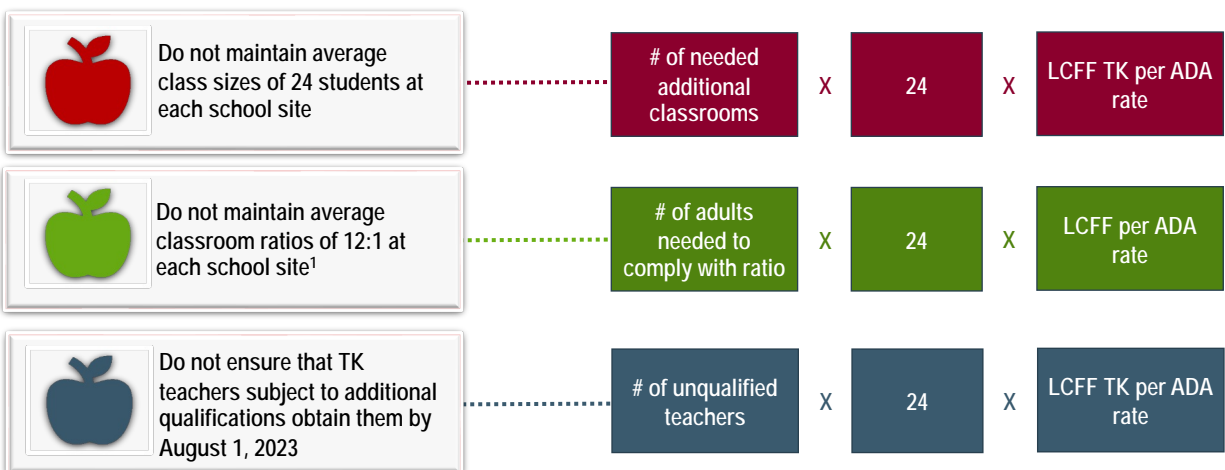 Do not maintain average
class sizes of 24 students at
each school site
# of needed
additional
classrooms
X
24
X
LCFF TK per ADA
rate
Do not maintain average
classroom ratios of 12:1 at
each school site1
# of adults
needed to
comply with ratio
X
24
X
LCFF per ADA
rate
Do not ensure that TK
teachers subject to additional
qualifications obtain them by
August 1, 2023
# of unqualified
teachers
X
24
X
LCFF TK per ADA
rate